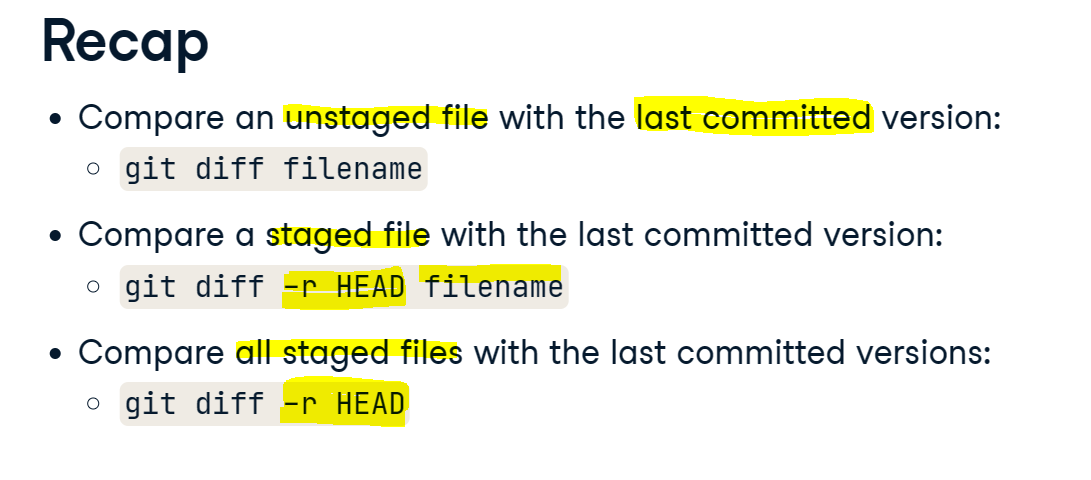 Recap
• Compare an unstaged file with the last committed version:
○ git diff filename
• Compare a staged file with the last committed version:
○ git diff -r HEAD filename
• Compare all staged files with the last committed versions:
○ git diff -r HEAD